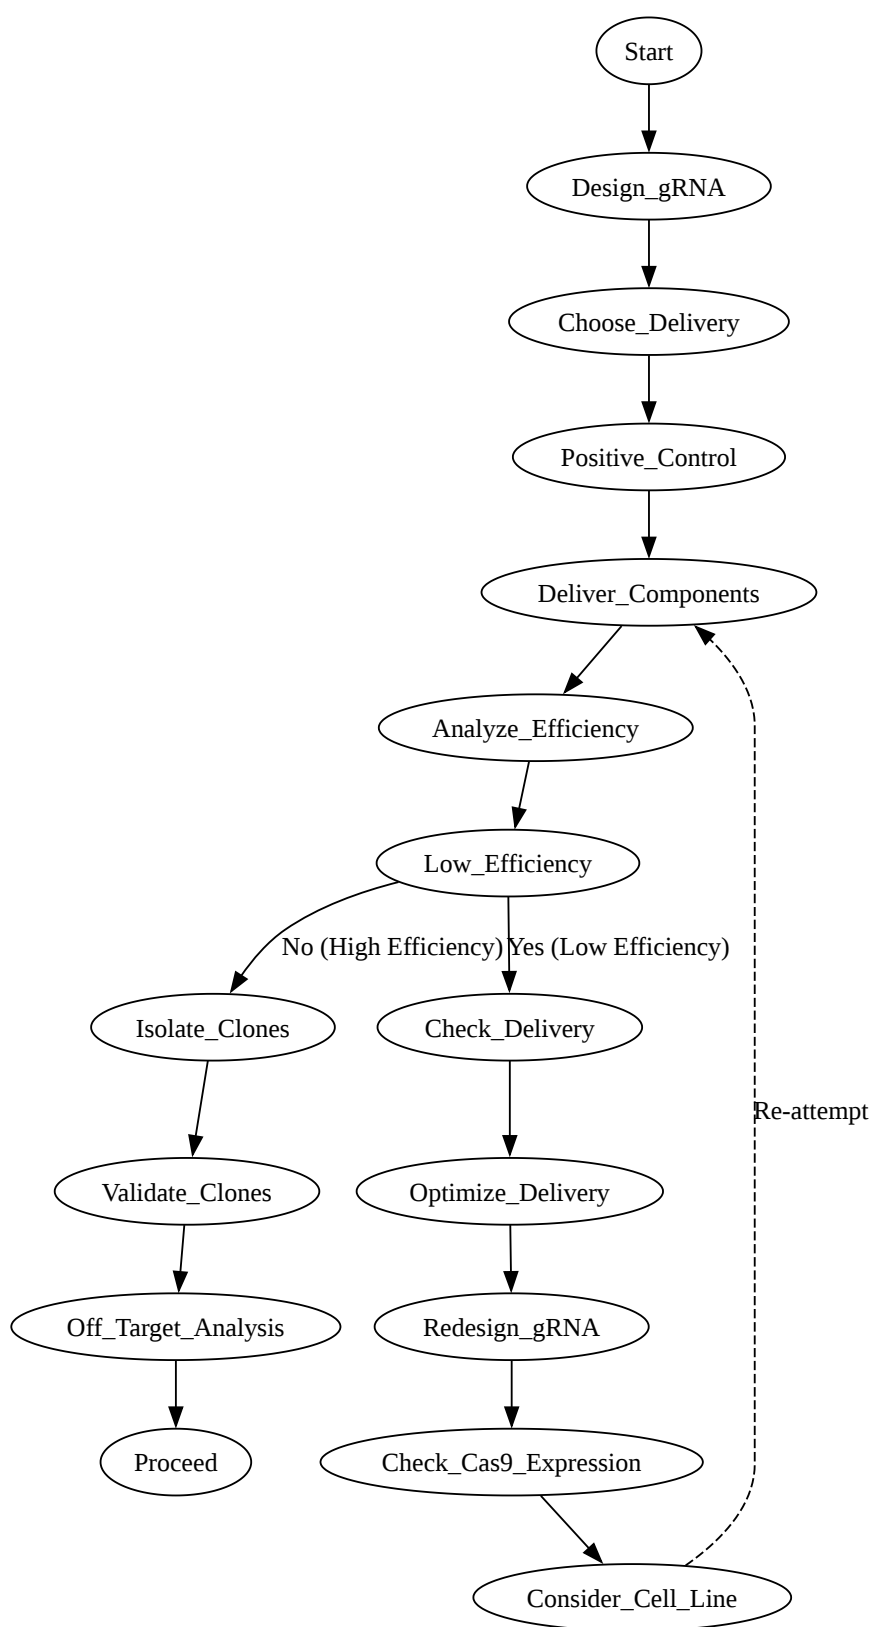 Start
Design_gRNA
Choose_Delivery
Positive_Control
Deliver_Components
Analyze_Efficiency
Low_Efficiency
No (High Efficiency)
Yes (Low Efficiency)
Isolate_Clones
Check_Delivery
Re-attempt
Validate_Clones
Optimize_Delivery
Off_Target_Analysis
Redesign_gRNA
Proceed
Check_Cas9_Expression
Consider_Cell_Line